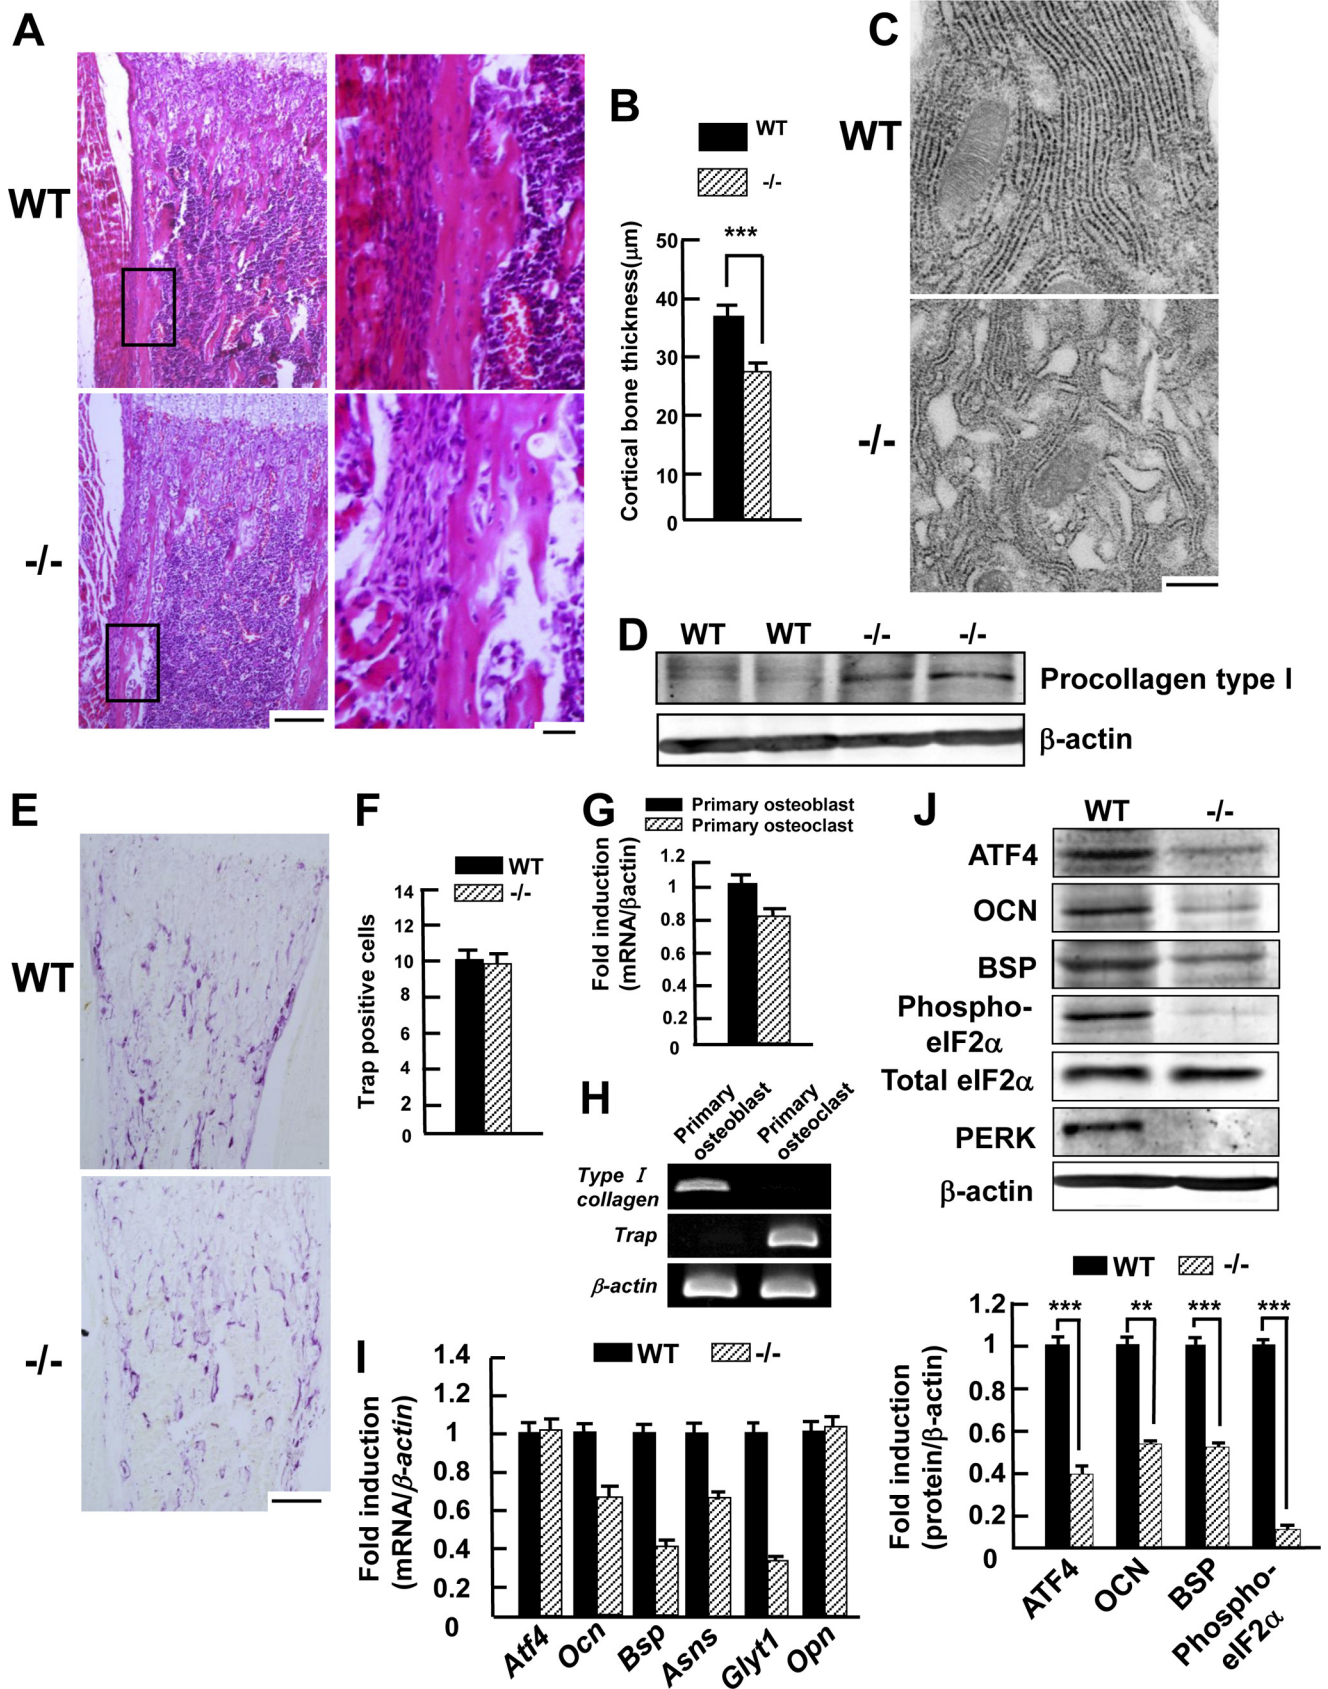 A
WT
-/-
B
WT
-/-
Cortical bone thickness(μm)
50
40
30
20
10
0
***
C
WT
-/-
D
WT WT -/- -/-
Procollagen type I
β-actin
E
WT
-/-
F
WT
-/-
Trap positive cells
14
12
10
8
6
4
2
0
G
Primary osteoblast
Primary osteoclast
Fold induction
(mRNA/βactin)
1.2
1
0.8
0.6
0.4
0.2
0
H
Primary
osteoblast
Primary
osteoclast
Type I
collagen
Trap
β-actin
I
WT -/-
Fold induction
(mRNA/β-actin)
1.4
1.2
1
0.8
0.6
0.4
0.2
0
Atf4
Ocn
Bsp
Asns
Glyt1
Opn
J
WT -/-
ATF4
OCN
BSP
Phospho-
eIF2α
Total eIF2α
PERK
β-actin
WT -/-
Fold induction
(protein/β-actin)
1.2
1
0.8
0.6
0.4
0.2
0
*** ** *** ***
ATF4
OCN
BSP
Phospho-
eIF2α